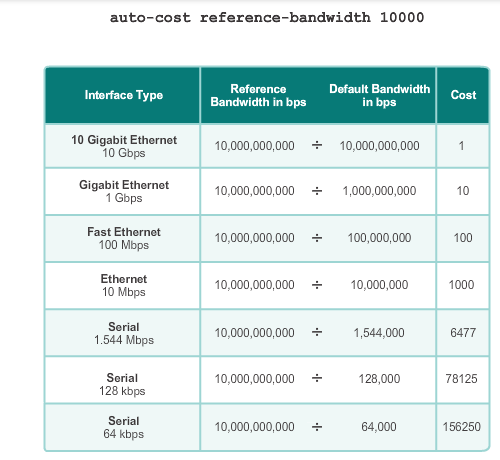 auto-cost reference-bandwidth 10000
Interface Type
Reference
Bandwidth in bps
Default Bandwidth
in bps
Cost
10 Gigabit Ethernet
10 Gbps
10,000,000,000 ÷ 10,000,000,000 1
Gigabit Ethernet
1 Gbps
10,000,000,000 ÷ 1,000,000,000 10
Fast Ethernet
100 Mbps
10,000,000,000 ÷ 100,000,000 100
Ethernet
10 Mbps
10,000,000,000 ÷ 10,000,000 1000
Serial
1.544 Mbps
10,000,000,000 ÷ 1,544,000 6477
Serial
128 kbps
10,000,000,000 ÷ 128,000 78125
Serial
64 kbps
10,000,000,000 ÷ 64,000 156250